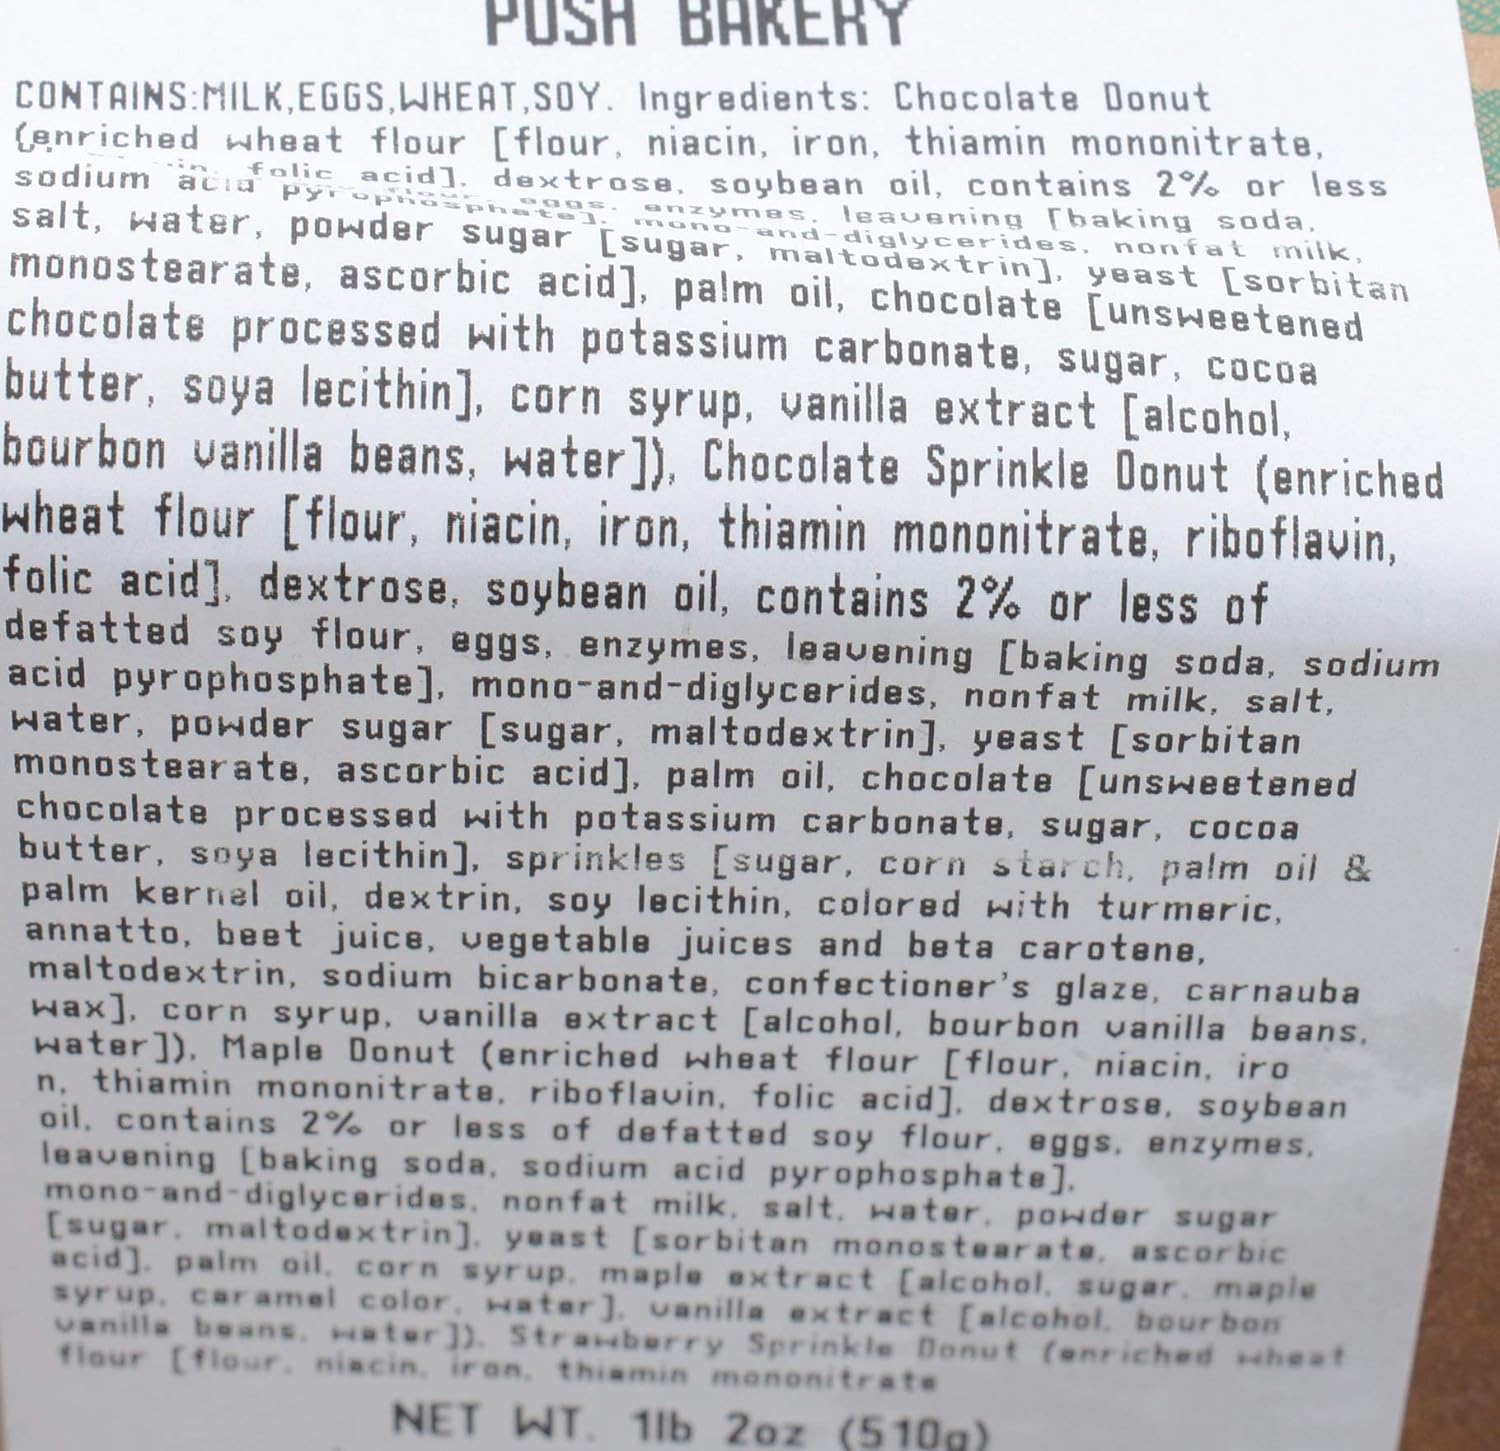 PUSH BAKERY
CONTAINS:MILK,EGGS,WHEAT,SOY. Ingredients: Chocolate Donut
(enriched wheat flour [flour, niacin, iron, thiamin mononitrate,
folic acid], dextrose, soybean oil, contains 2% or less
eggs, enzymes, leavening [baking soda,
sodium acid pyrophosphate], mono-and-diglycerides, nonfat milk,
salt, water, powder sugar [sugar, maltodextrin], yeast [sorbitan
monostearate, ascorbic acid], palm oil, chocolate [unsweetened
chocolate processed with potassium carbonate, sugar, cocoa
butter, soya lecithin], corn syrup, vanilla extract [alcohol,
bourbon vanilla beans, water]), Chocolate Sprinkle Donut (enriched
wheat flour [flour, niacin, iron, thiamin mononitrate, riboflavin,
folic acid], dextrose, soybean oil, contains 2% or less of
defatted soy flour, eggs, enzymes, leavening [baking soda, sodium
acid pyrophosphate], mono-and-diglycerides, nonfat milk, salt,
water, powder sugar [sugar, maltodextrin], yeast [sorbitan
monostearate, ascorbic acid], palm oil, chocolate [unsweetened
chocolate processed with potassium carbonate, sugar, cocoa
butter, soya lecithin], sprinkles [sugar, corn starch, palm oil &
palm kernel oil, dextrin, soy lecithin, colored with turmeric,
annatto, beet juice, vegetable juices and beta carotene,
maltodextrin, sodium bicarbonate, confectioner's glaze, carnauba
wax], corn syrup, vanilla extract [alcohol, bourbon vanilla beans,
water]), Maple Donut (enriched wheat flour [flour, niacin, iro
n, thiamin mononitrate, riboflavin, folic acid], dextrose, soybean
oil, contains 2% or less of defatted soy flour, eggs, enzymes,
leavening [baking soda, sodium acid pyrophosphate],
mono-and-diglycerides, nonfat milk, salt, water, powder sugar
[sugar, maltodextrin], yeast [sorbitan monostearate, ascorbic
acid], palm oil, corn syrup, maple extract [alcohol, sugar, maple
syrup, caramel color, water], vanilla extract [alcohol, bourbon
vanilla beans, water]), Strawberry Sprinkle Donut (enriched wheat
flour [flour, niacin, iron, thiamin mononitrate
NET WT. 1lb 2oz (510g)